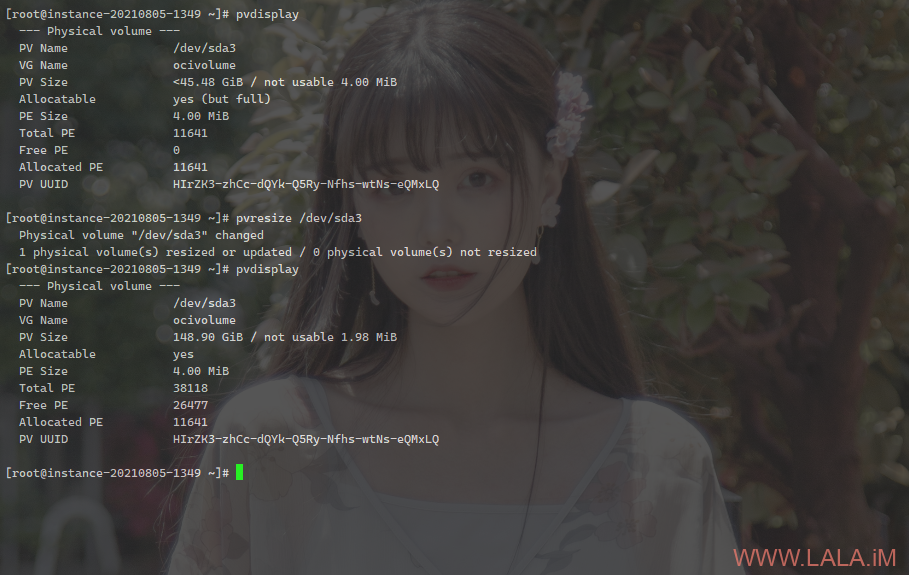 [root@instance-20210805-1349 ~]# pvdisplay
--- Physical volume ---
PV Name /dev/sda3
VG Name ocivolume
PV Size <45.48 GiB / not usable 4.00 MiB
Allocatable yes (but full)
PE Size 4.00 MiB
Total PE 11641
Free PE 0
Allocated PE 11641
PV UUID HIrZK3-zhCc-dQYk-Q5Ry-Nfhs-wtNs-eQMxLQ
[root@instance-20210805-1349 ~]# pvresize /dev/sda3
Physical volume "/dev/sda3" changed
1 physical volume(s) resized or updated / 0 physical volume(s) not resized
[root@instance-20210805-1349 ~]# pvdisplay
--- Physical volume ---
PV Name /dev/sda3
VG Name ocivolume
PV Size 148.90 GiB / not usable 1.98 MiB
Allocatable yes
PE Size 4.00 MiB
Total PE 38118
Free PE 26477
Allocated PE 11641
PV UUID HIrZK3-zhCc-dQYk-Q5Ry-Nfhs-wtNs-eQMxLQ
[root@instance-20210805-1349 ~]#
WWW.LALA.iM